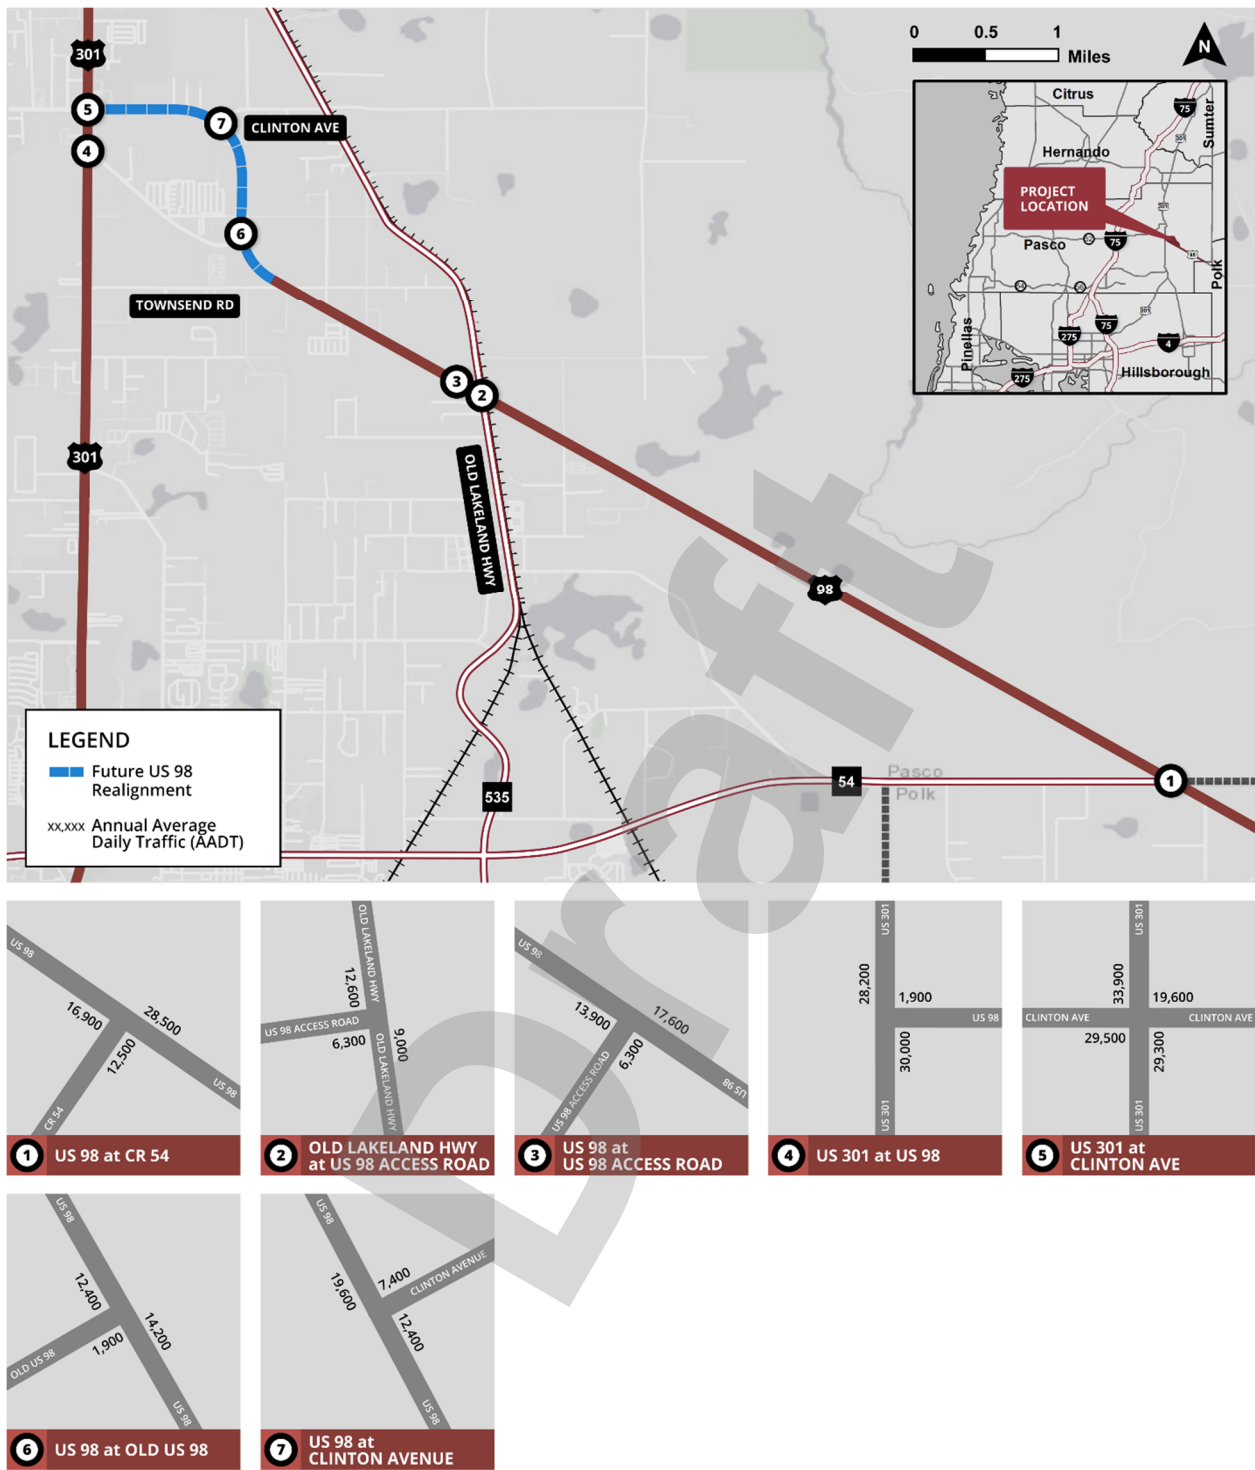 301
5
7
CLINTON AVE
4
6
TOWNSEND RD
3
2
301
OLD LAKELAND HWY
98
535
54
Pasco
Polk
1
0 0.5 1
Miles
N
Citrus
75
Sumter
Hernando
PROJECT
LOCATION
Pasco
75
Polk
Pinellas
275
75
4
275
Hillsborough
LEGEND
Future US 98
Realignment
xx,xxx Annual Average
Daily Traffic (AADT)
Draft
US 98
16,900
28,500
12,500
CR 54
US 98
1 US 98 at CR 54
OLD LAKELAND HWY
12,600
US 98 ACCESS ROAD
6,300
9,000
OLD LAKELAND HWY
2 OLD LAKELAND HWY
at US 98 ACCESS ROAD
US 98
13,900
17,600
6,300
US 98 ACCESS ROAD
US 98
3 US 98 at
US 98 ACCESS ROAD
US 301
28,200
1,900
US 98
30,000
US 301
4 US 301 at US 98
US 301
33,900
19,600
CLINTON AVE
CLINTON AVE
29,500
29,300
US 301
5 US 301 at
CLINTON AVE
US 98
12,400
14,200
1,900
OLD US 98
US 98
6 US 98 at OLD US 98
US 98
19,600
7,400
CLINTON AVENUE
12,400
US 98
7 US 98 at
CLINTON AVENUE